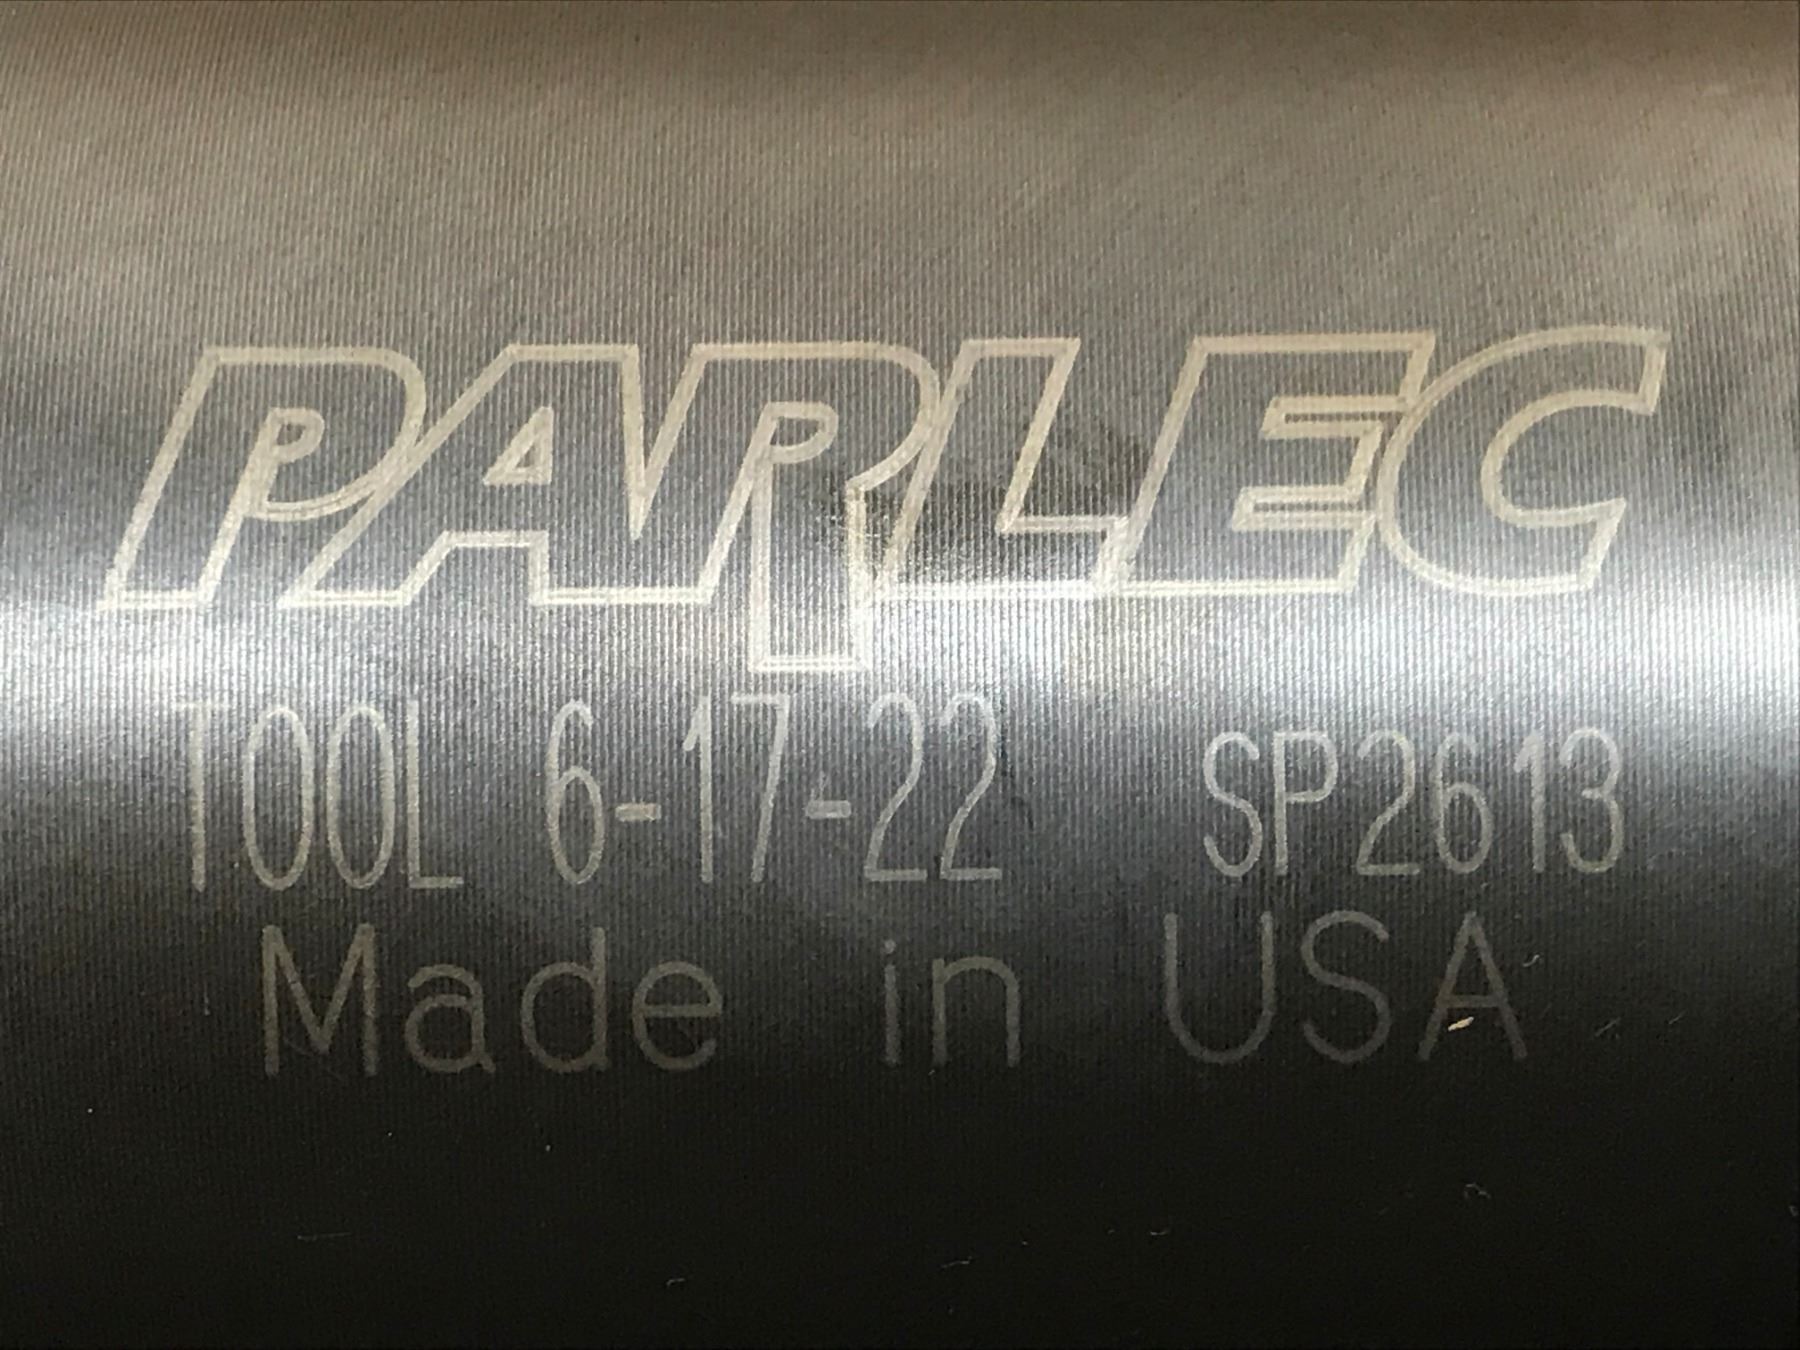 PARLEC
TOOL 6-17-22 SP2613
Made in USA